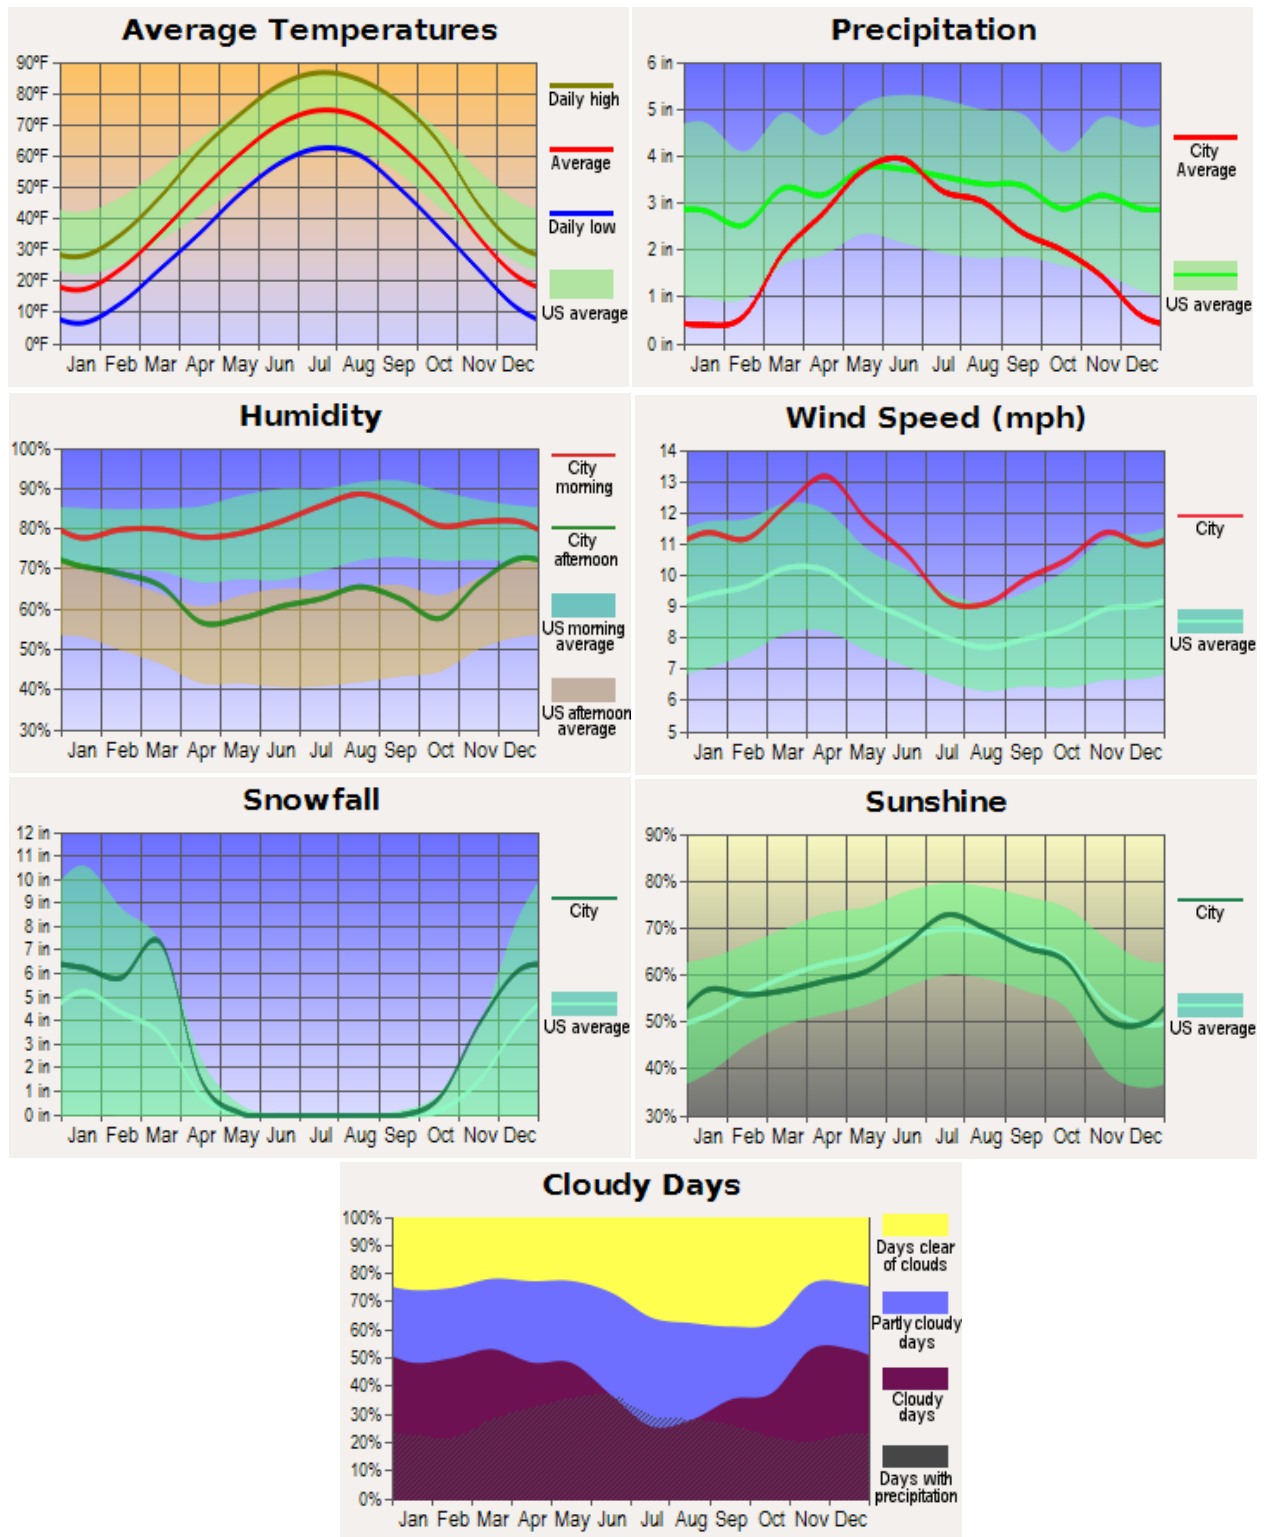 Average Temperatures
90ºF
80ºF
70ºF
60ºF
50ºF
40ºF
30ºF
20ºF
10ºF
0ºF
Jan Feb Mar Apr May Jun Jul Aug Sep Oct Nov Dec
Daily high
Average
Daily low
US average
Precipitation
6 in
5 in
4 in
3 in
2 in
1 in
0 in
Jan Feb Mar Apr May Jun Jul Aug Sep Oct Nov Dec
City
Average
US average
Humidity
100%
90%
80%
70%
60%
50%
40%
30%
Jan Feb Mar Apr May Jun Jul Aug Sep Oct Nov Dec
City
morning
City
afternoon
US morning
average
US afternoon
average
Wind Speed (mph)
14
13
12
11
10
9
8
7
6
5
Jan Feb Mar Apr May Jun Jul Aug Sep Oct Nov Dec
City
US average
Snowfall
12 in
11 in
10 in
9 in
8 in
7 in
6 in
5 in
4 in
3 in
2 in
1 in
0 in
Jan Feb Mar Apr May Jun Jul Aug Sep Oct Nov Dec
City
US average
Sunshine
90%
80%
70%
60%
50%
40%
30%
Jan Feb Mar Apr May Jun Jul Aug Sep Oct Nov Dec
City
US average
Cloudy Days
100%
90%
80%
70%
60%
50%
40%
30%
20%
10%
0%
Jan Feb Mar Apr May Jun Jul Aug Sep Oct Nov Dec
Days clear
of clouds
Partly cloudy
days
Cloudy
days
Days with
precipitation